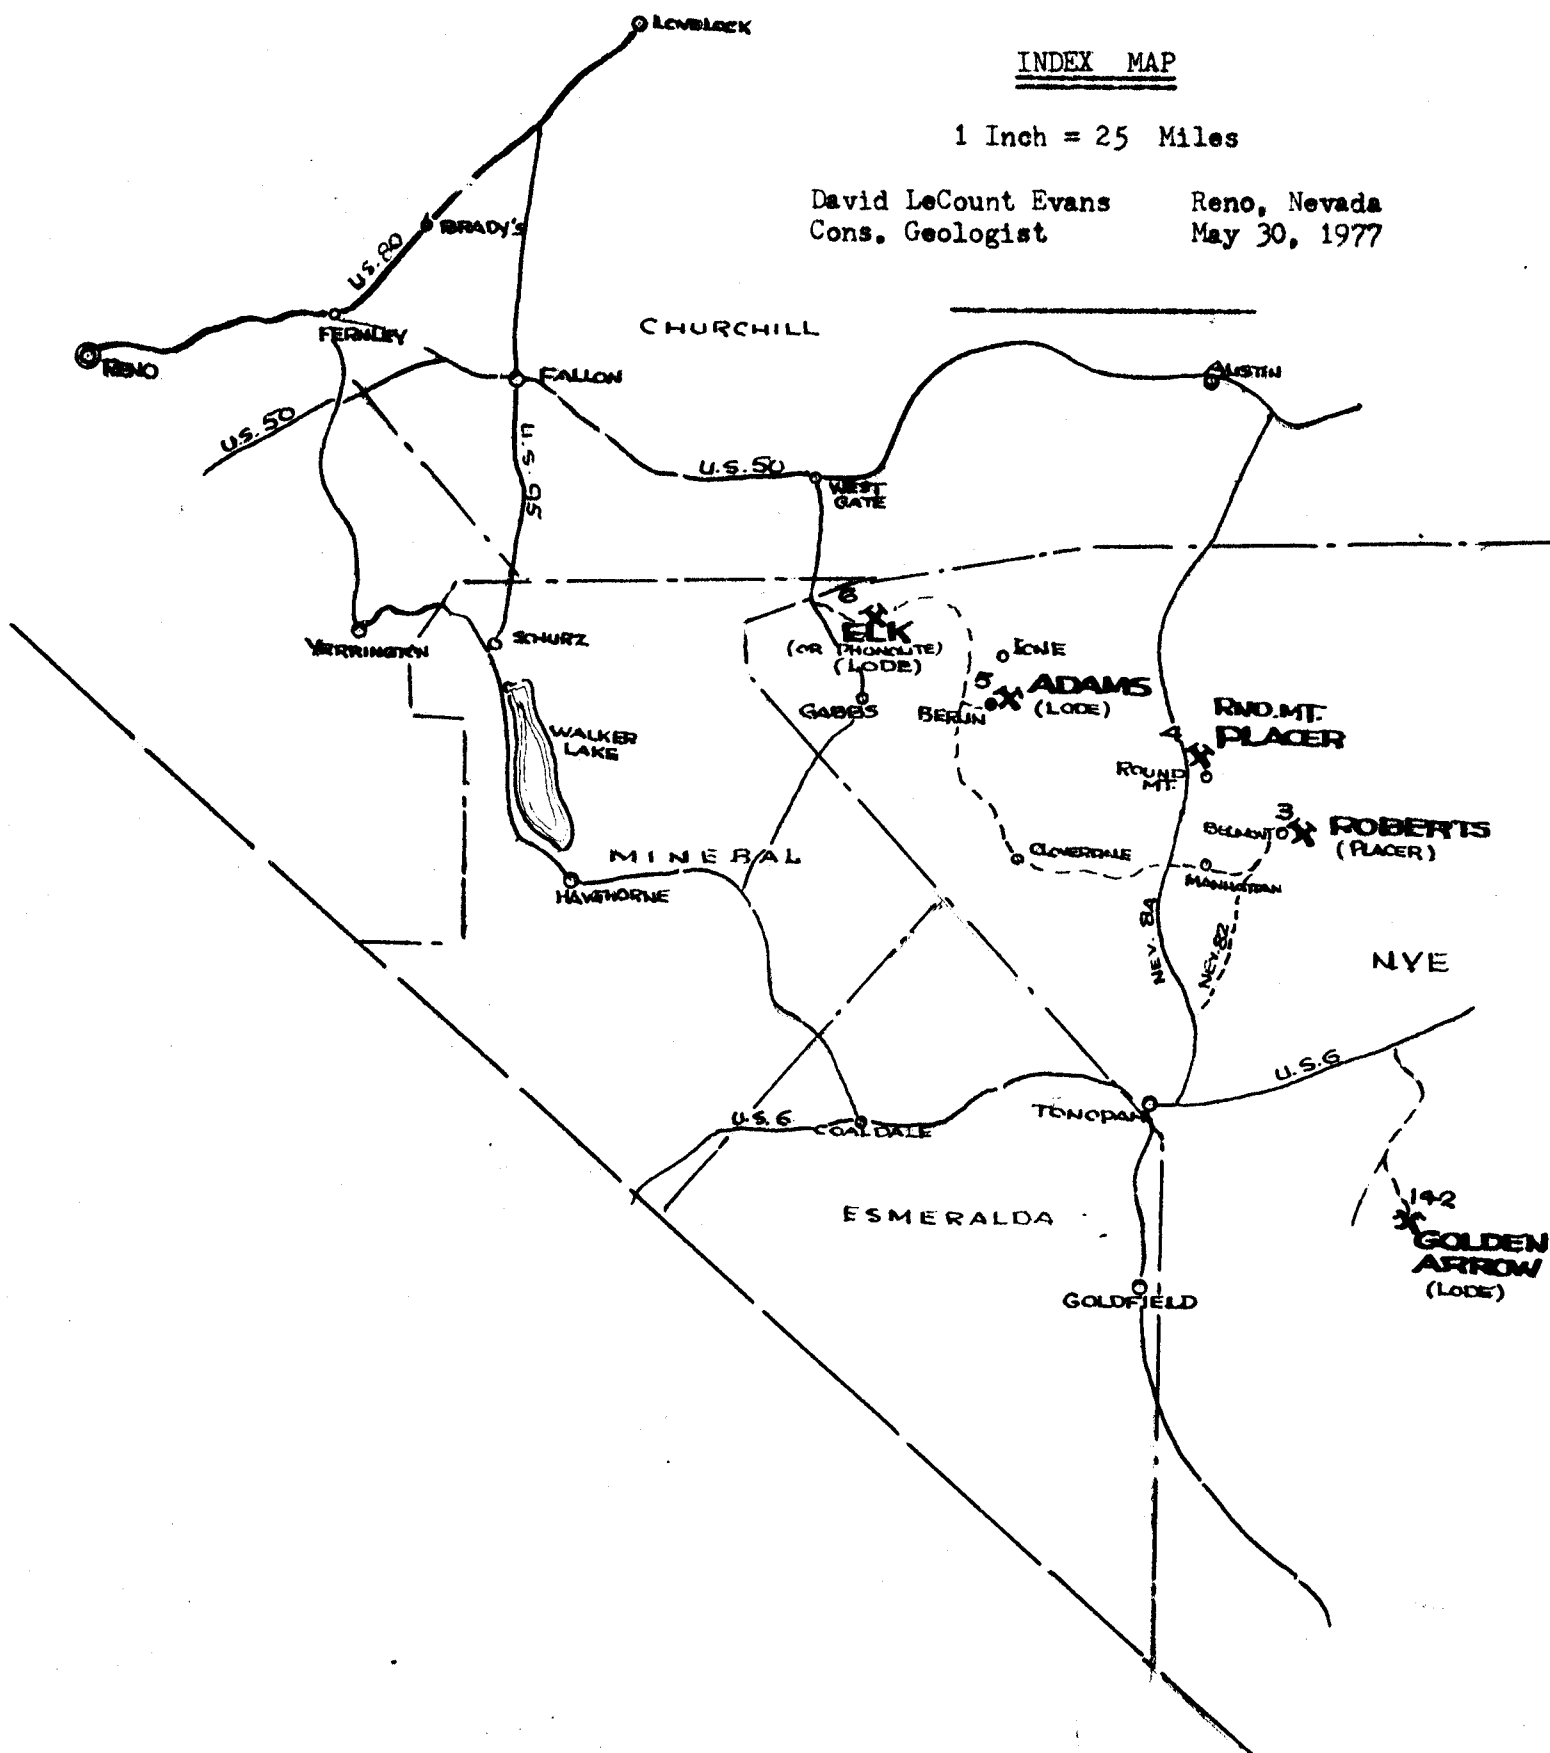 LOVELOCK
INDEX MAP
1 Inch = 25 Miles
David LeCount Evans
Cons. Geologist
Reno, Nevada
May 30, 1977
BRADY'S
U.S. 80
FERNLEY
RENO
CHURCHILL
FALLON
AUSTIN
U.S. 50
U.S. 95
U.S. 50
WEST
GATE
6
ELK
(OR PHONOLITE)
(LODE)
YERRINGTON
SCHURZ
IONE
5
ADAMS
(LODE)
BERLIN
GABBS
RND. MT.
PLACER
4
ROUND
MT.
WALKER
LAKE
3
BELMONT
ROBERTS
(PLACER)
CLOVERDALE
MANHATTAN
MINERAL
HAWTHORNE
NEV. 8A
NEV. 82
NYE
U.S. 6
TONOPAH
U.S. 6
COALDALE
ESMERALDA
1+2
GOLDEN
ARROW
(LODE)
GOLDFIELD